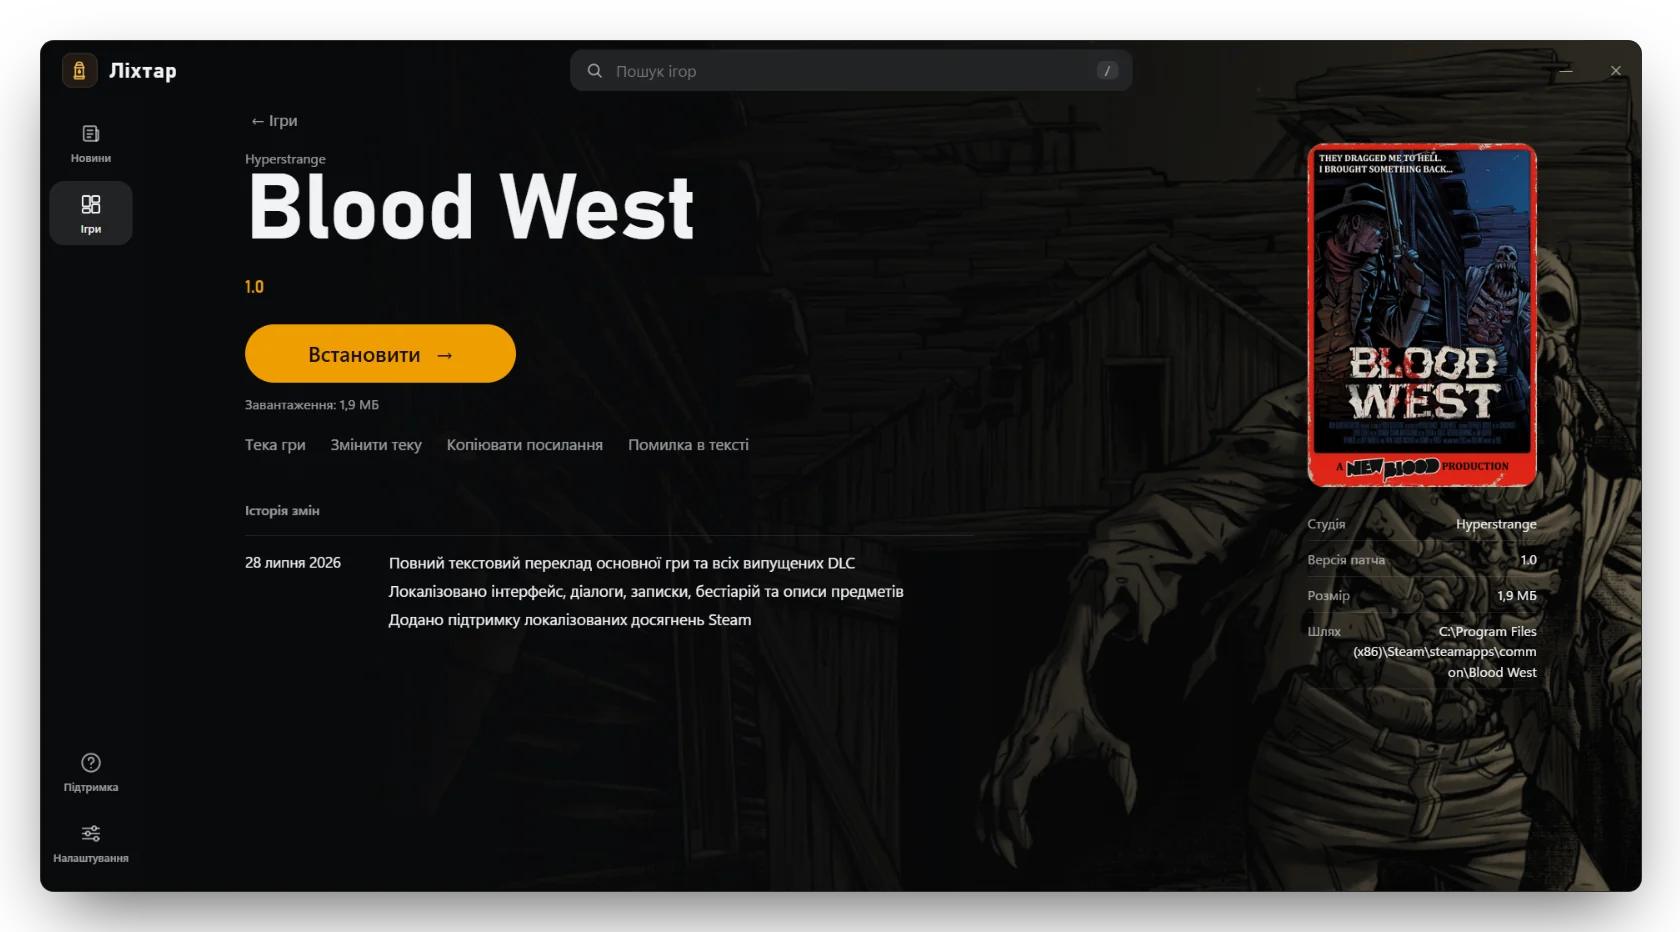 Ліхтар
Пошук ігор
/
Новини
Ігри
Підтримка
Налаштування
← Ігри
Hyperstrange
Blood West
1.0
Встановити →
Завантаження: 1,9 МБ
Тека гри
Змінити теку
Копіювати посилання
Помилка в тексті
Історія змін
28 липня 2026
Повний текстовий переклад основної гри та всіх випущених DLC
Локалізовано інтерфейс, діалоги, записки, бестіарій та описи предметів
Додано підтримку локалізованих досягнень Steam
THEY DRAGGED ME TO HELL.
I BROUGHT SOMETHING BACK...
BLOOD
WEST
A NEW BLOOD PRODUCTION
Студія Hyperstrange
Версія патча 1.0
Розмір 1,9 МБ
Шлях C:\Program Files
(x86)\Steam\steamapps\comm
on\Blood West